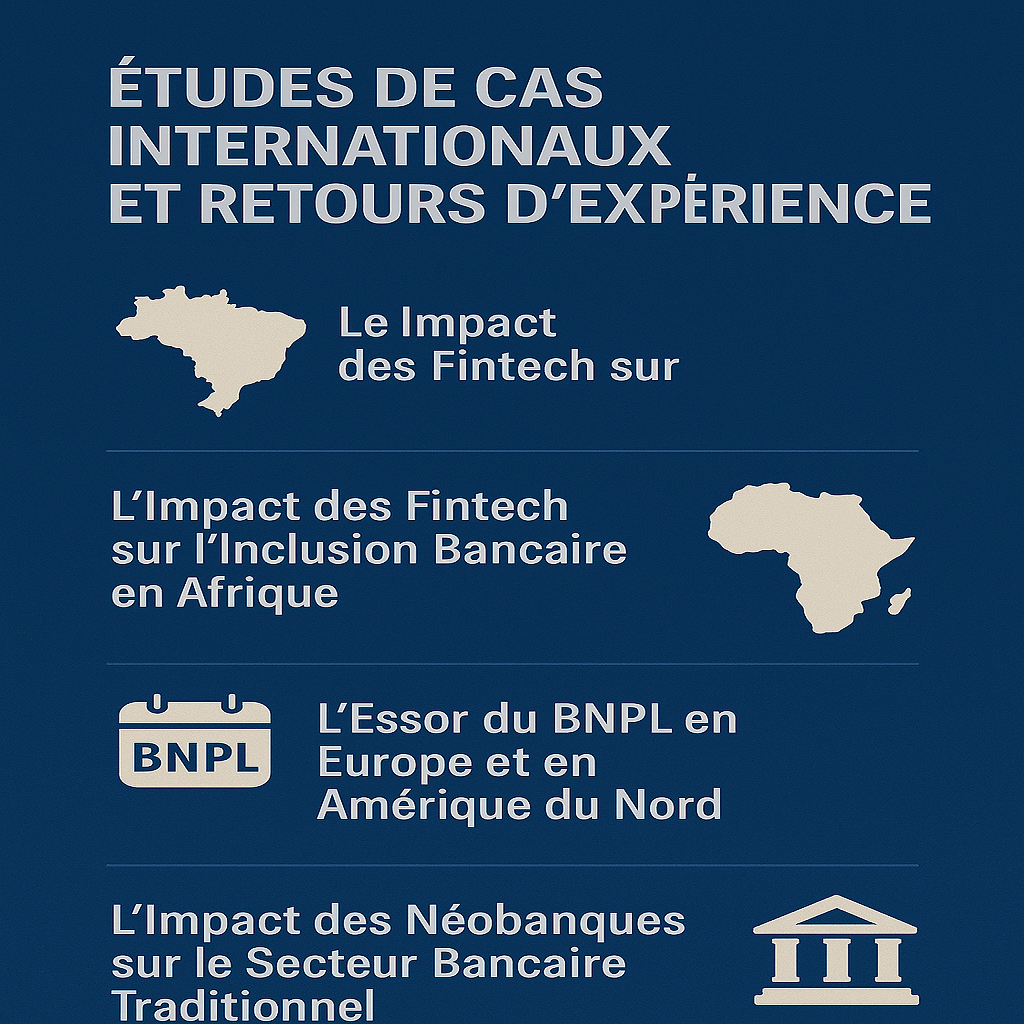 ÉTUDES DE CAS
INTERNATIONAUX
ET RETOURS D’EXPÉRIENCE
Le Impact
des Fintech sur
L’Impact des Fintech
sur l’Inclusion Bancaire
en Afrique
BNPL
L’Essor du BNPL en
Europe et en
Amérique du Nord
L’Impact des Néobanques
sur le Secteur Bancaire
Traditionnel